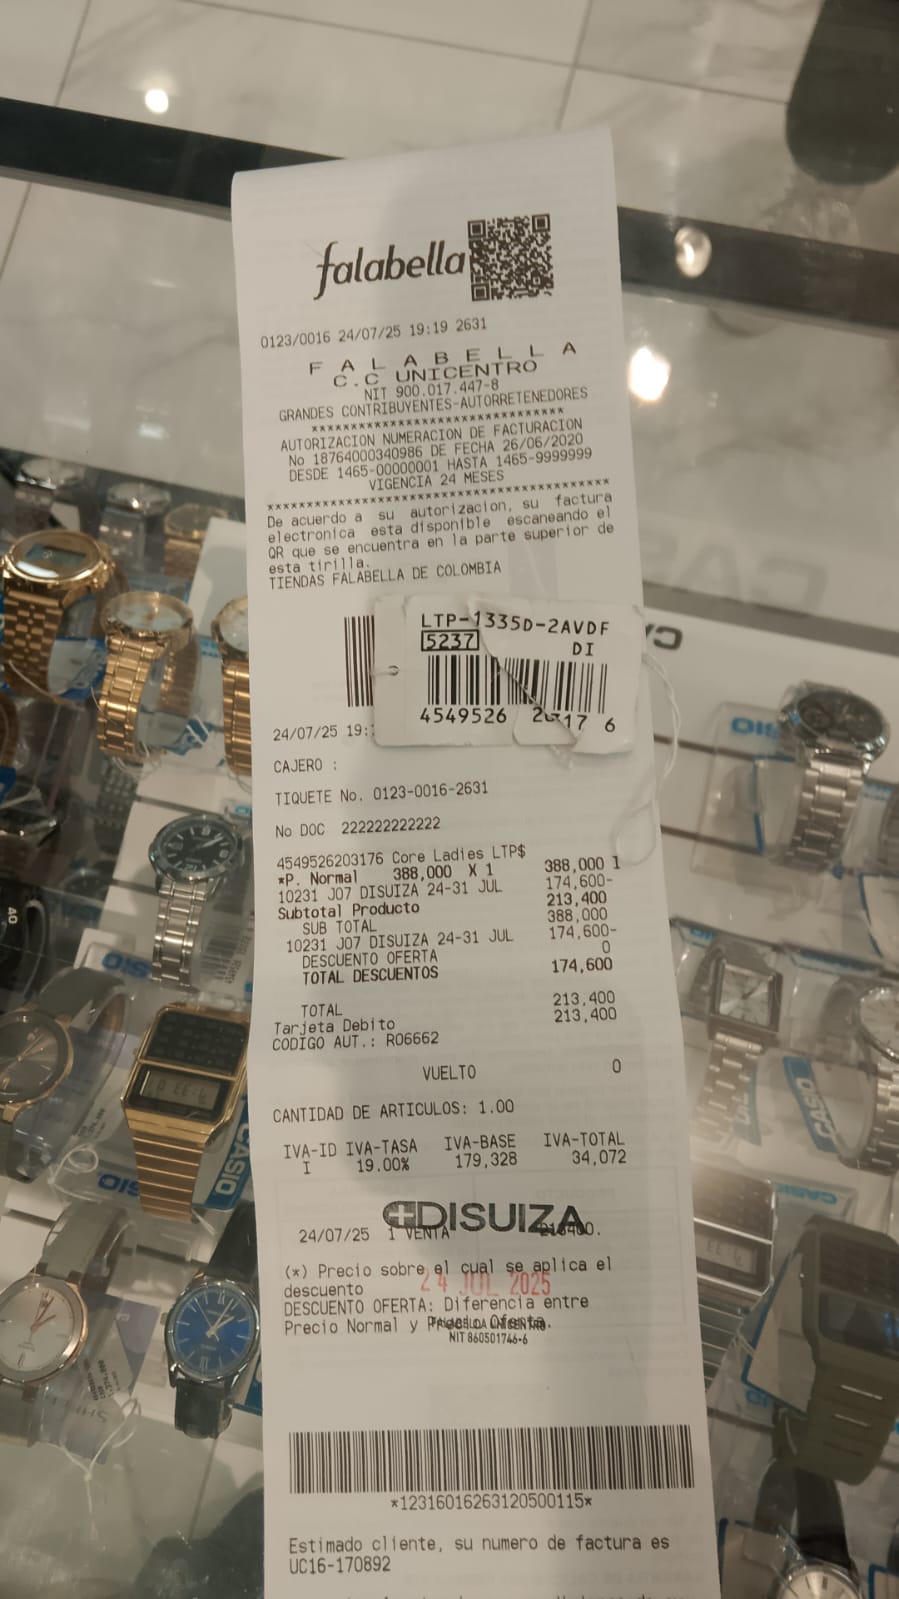 falabella
0123/0016 24/07/25 19:19 2631
F A L A B E L L A
C.C UNICENTRO
NIT 900.017.447-8
GRANDES CONTRIBUYENTES-AUTORRETENEDORES
*********************************
AUTORIZACION NUMERACION DE FACTURACION
No 18764000340986 DE FECHA 26/06/2020
DESDE 1465-00000001 HASTA 1465-9999999
VIGENCIA 24 MESES
De acuerdo a su autorizacion, su factura
electronica esta disponible escaneando el
QR que se encuentra en la parte superior de
esta tirilla.
TIENDAS FALABELLA DE COLOMBIA
LTP-1335D-2AVDF
5237 DI
4549526 17 6
24/07/25 19:
CAJERO :
TIQUETE No. 0123-0016-2631
No DOC 222222222222
4549526203176 Core Ladies LTP$ 388,000 1
*P. Normal 388,000 X 1
10231 J07 DISUIZA 24-31 JUL 174,600-
Subtotal Producto 213,400
SUB TOTAL 388,000
10231 J07 DISUIZA 24-31 JUL 174,600-
DESCUENTO OFERTA 0
TOTAL DESCUENTOS 174,600
TOTAL 213,400
Tarjeta Debito 213,400
CODIGO AUT.: R06662
VUELTO 0
CANTIDAD DE ARTICULOS: 1.00
IVA-ID IVA-TASA IVA-BASE IVA-TOTAL
I 19.00% 179,328 34,072
DISUIZA
24/07/25 1 VENTA 213400.
(*) Precio sobre el cual se aplica el
descuento
24 JUL 2025
DESCUENTO OFERTA: Diferencia entre
Precio Normal y Precio Oferta.
NIT 860501746-6
*12316016263120500115*
Estimado cliente, su numero de factura es
UC16-170892
CASIO
CASIO
CASIO